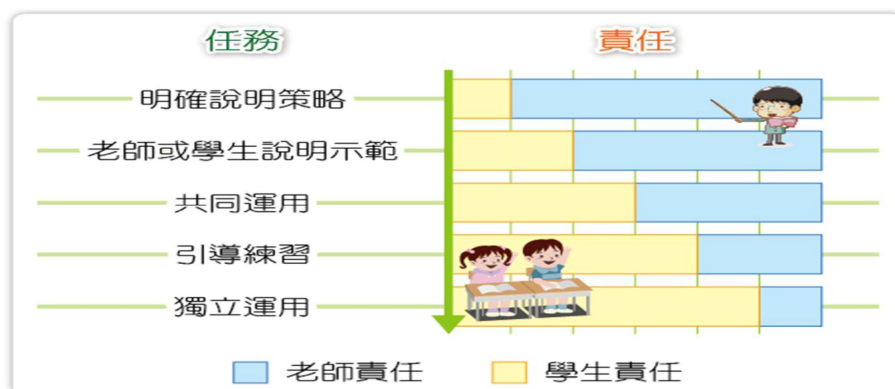 任務 責任
明確說明策略
老師或學生說明示範
共同運用
引導練習
獨立運用
老師責任 學生責任